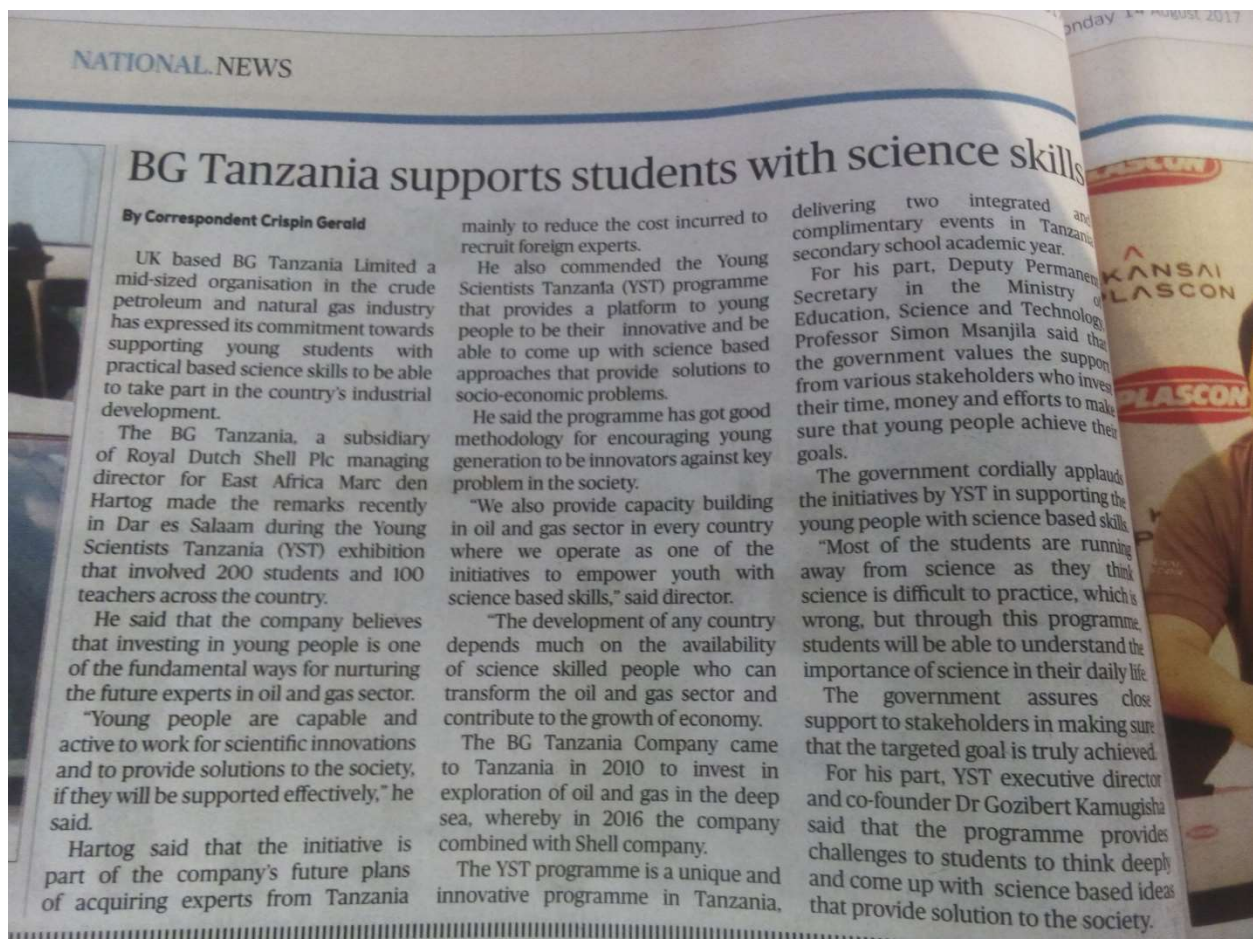 onday 14 August 2017
NATIONAL.NEWS
BG Tanzania supports students with science skills
By Correspondent Crispin Gerald
UK based BG Tanzania Limited a
mid-sized organisation in the crude
petroleum and natural gas industry
has expressed its commitment towards
supporting young students with
practical based science skills to be able
to take part in the country's industrial
development.
The BG Tanzania, a subsidiary
of Royal Dutch Shell Plc managing
director for East Africa Marc den
Hartog made the remarks recently
in Dar es Salaam during the Young
Scientists Tanzania (YST) exhibition
that involved 200 students and 100
teachers across the country.
He said that the company believes
that investing in young people is one
of the fundamental ways for nurturing
the future experts in oil and gas sector.
"Young people are capable and
active to work for scientific innovations
and to provide solutions to the society,
if they will be supported effectively," he
said.
Hartog said that the initiative is
part of the company's future plans
of acquiring experts from Tanzania
mainly to reduce the cost incurred to
recruit foreign experts.
He also commended the Young
Scientists Tanzania (YST) programme
that provides a platform to young
people to be their innovative and be
able to come up with science based
approaches that provide solutions to
socio-economic problems.
He said the programme has got good
methodology for encouraging young
generation to be innovators against key
problem in the society.
"We also provide capacity building
in oil and gas sector in every country
where we operate as one of the
initiatives to empower youth with
science based skills," said director.
"The development of any country
depends much on the availability
of science skilled people who can
transform the oil and gas sector and
contribute to the growth of economy.
The BG Tanzania Company came
to Tanzania in 2010 to invest in
exploration of oil and gas in the deep
sea, whereby in 2016 the company
combined with Shell company.
The YST programme is a unique and
innovative programme in Tanzania,
delivering two integrated and
complimentary events in Tanzania
secondary school academic year.
For his part, Deputy Permanent
Secretary in the Ministry of
Education, Science and Technology,
Professor Simon Msanjila said that
the government values the support
from various stakeholders who invest
their time, money and efforts to make
sure that young people achieve their
goals.
The government cordially applauds
the initiatives by YST in supporting the
young people with science based skills.
"Most of the students are running
away from science as they think
science is difficult to practice, which is
wrong, but through this programme,
students will be able to understand the
importance of science in their daily life.
The government assures close
support to stakeholders in making sure
that the targeted goal is truly achieved.
For his part, YST executive director
and co-founder Dr Gozibert Kamugisha
said that the programme provides
challenges to students to think deeply
and come up with science based ideas
that provide solution to the society.
PLASCON
KANSAI
PLASCON
PLASCON